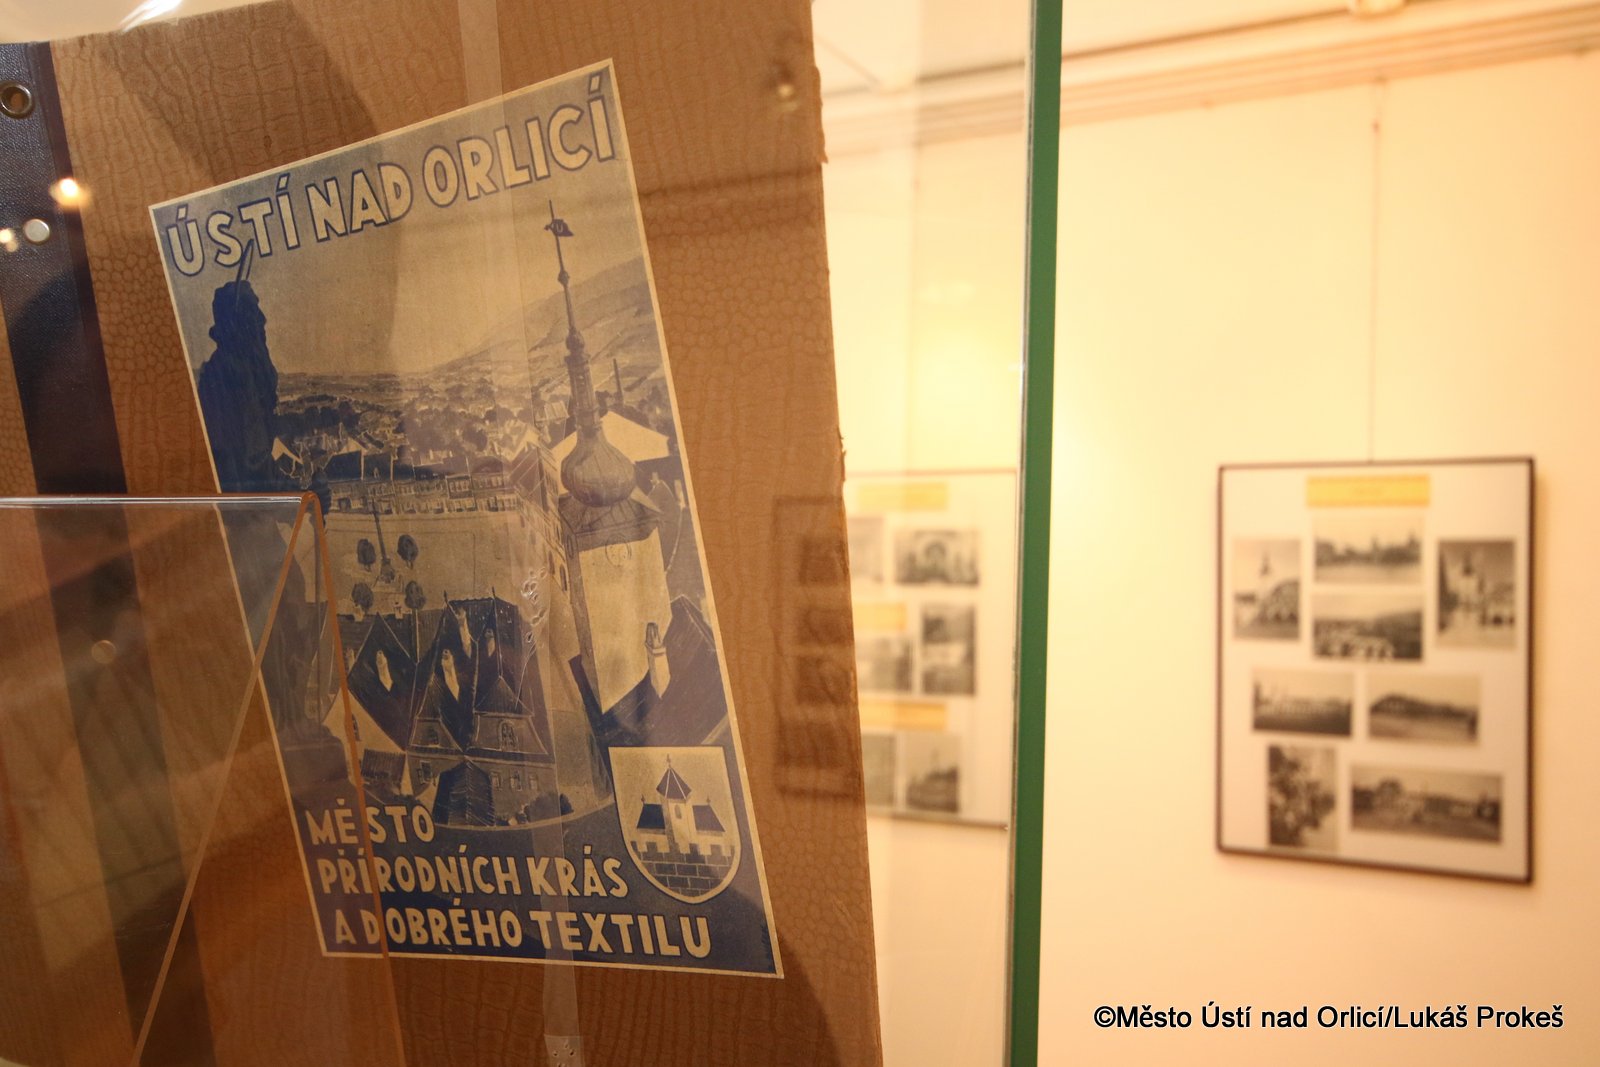 ÚSTÍ NAD ORLICÍ
MĚSTO
PŘÍRODNÍCH KRÁS
A DOBRÉHO TEXTILU
©Město Ústí nad Orlicí/Lukáš Prokeš